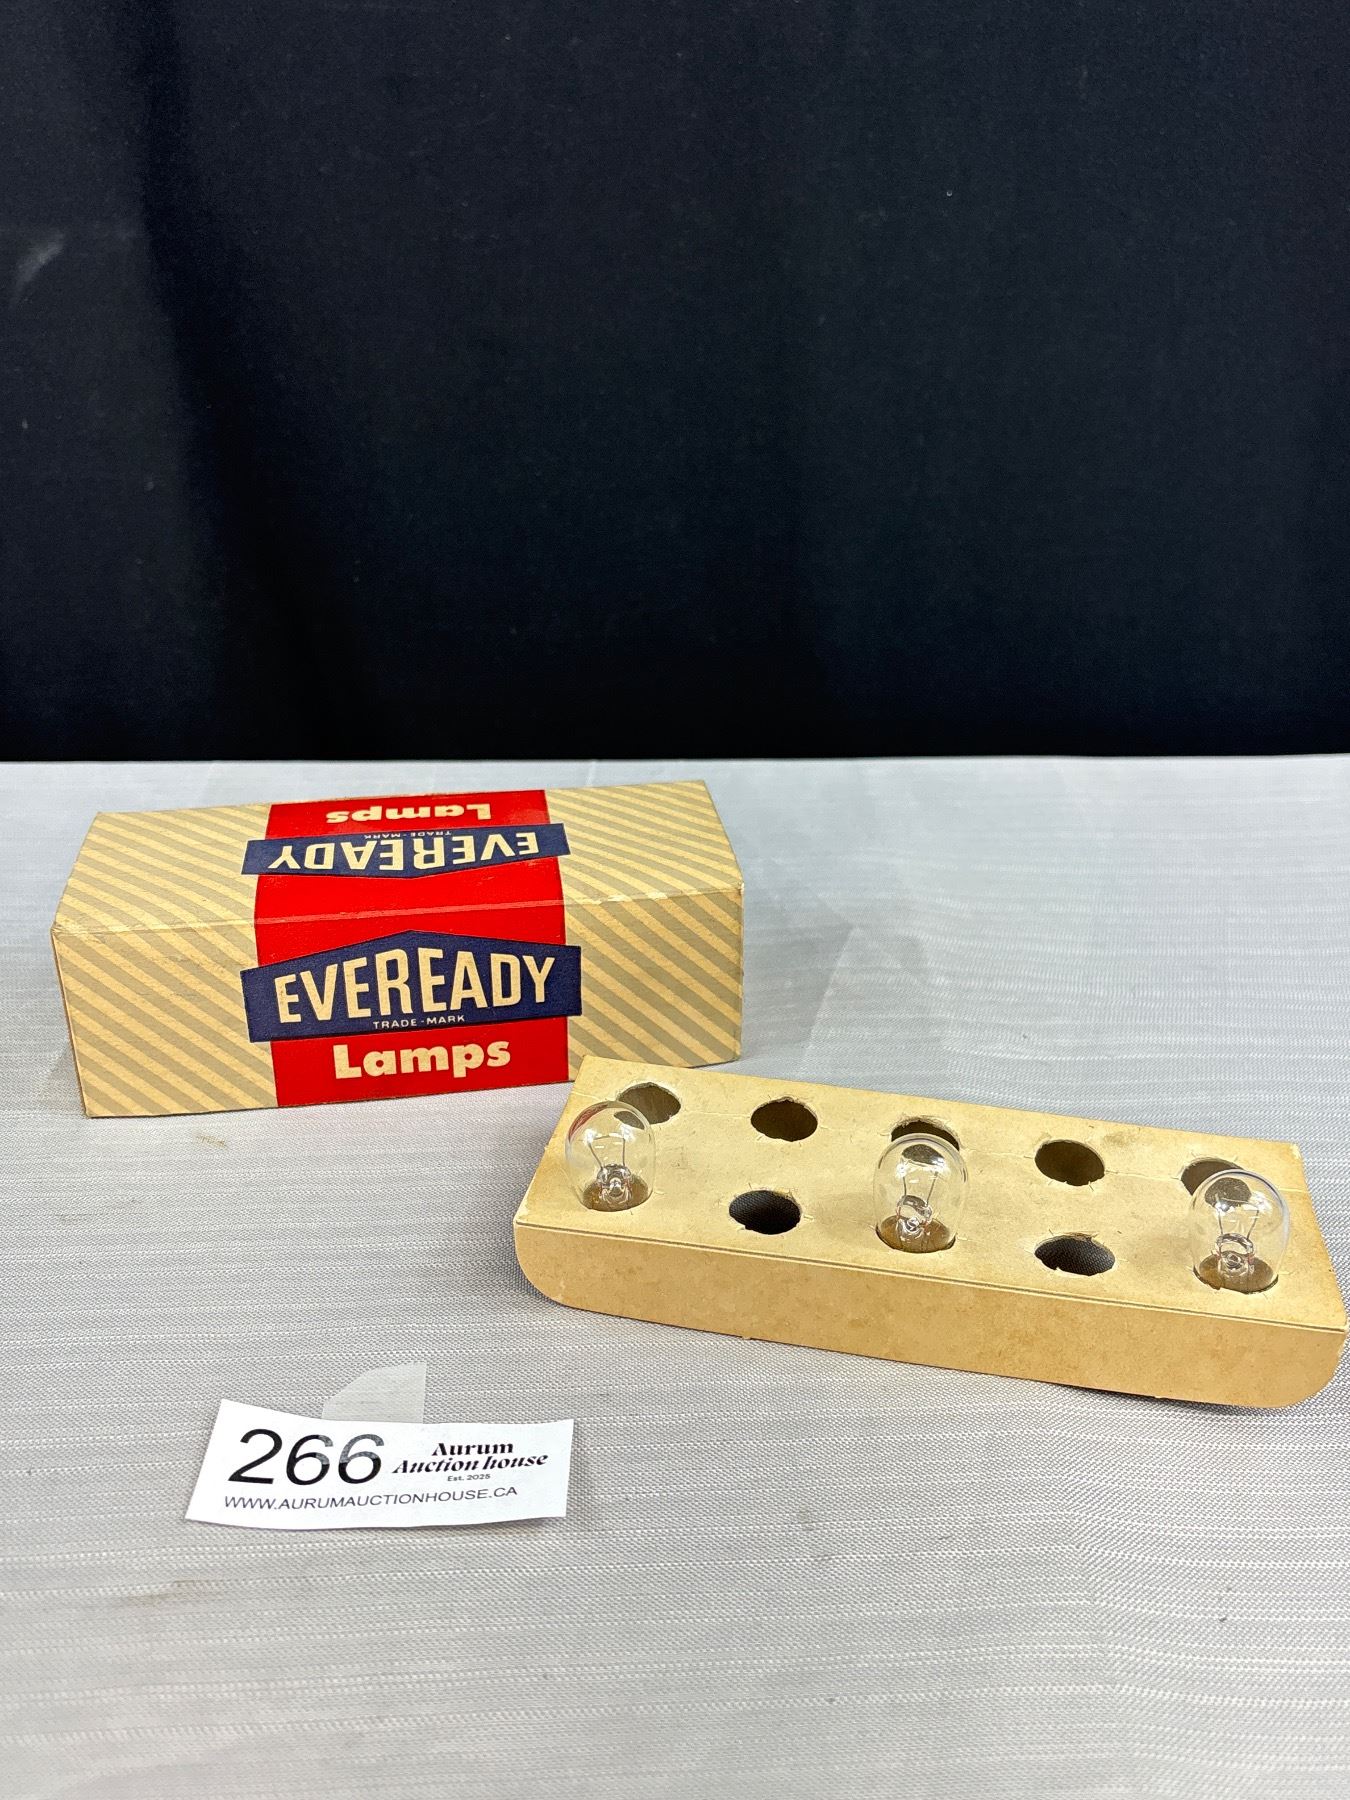 Lamps
TRADE-MARK
EVEREADY
EVEREADY
TRADE-MARK
Lamps
266
Aurum
Auction house
Est. 2025
WWW.AURUMAUCTIONHOUSE.CA